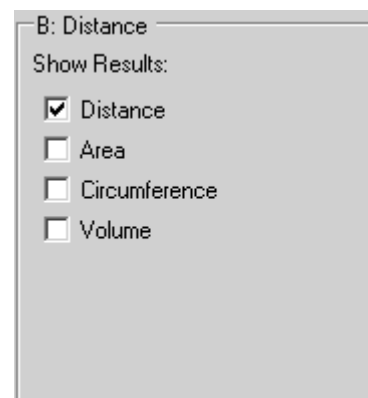 B: Distance
Show Results:
Distance
Area
Circumference
Volume